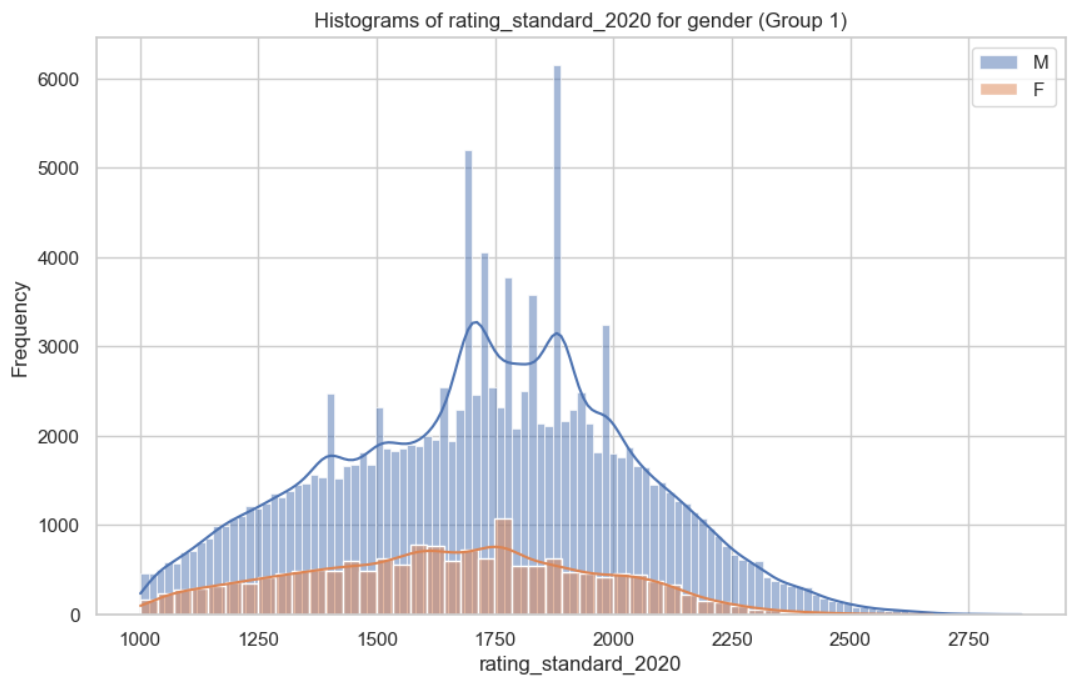 Histograms of rating_standard_2020 for gender (Group 1)
M
F
6000
5000
4000
3000
2000
1000
0
Frequency
1000 1250 1500 1750 2000 2250 2500 2750
rating_standard_2020